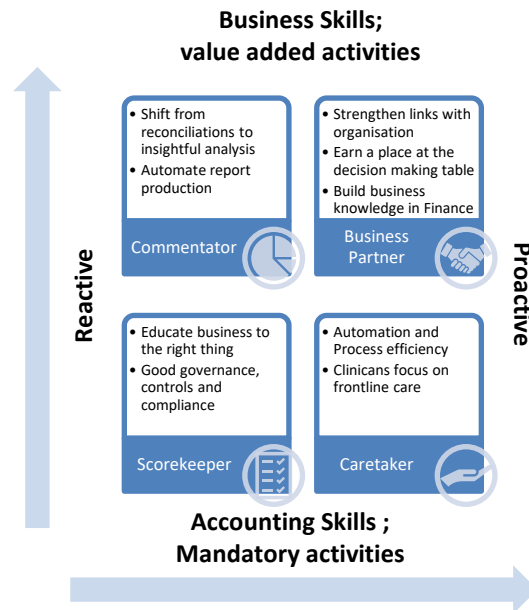 Business Skills;
value added activities
• Shift from
reconciliations to
insightful analysis
• Automate report
production
Commentator
• Strengthen links with
organisation
• Earn a place at the
decision making table
• Build business
knowledge in Finance
Business
Partner
Reactive
Proactive
• Educate business to
the right thing
• Good governance,
controls and
compliance
Scorekeeper
• Automation and
Process efficiency
• Clinicans focus on
frontline care
Caretaker
Accounting Skills ;
Mandatory activities